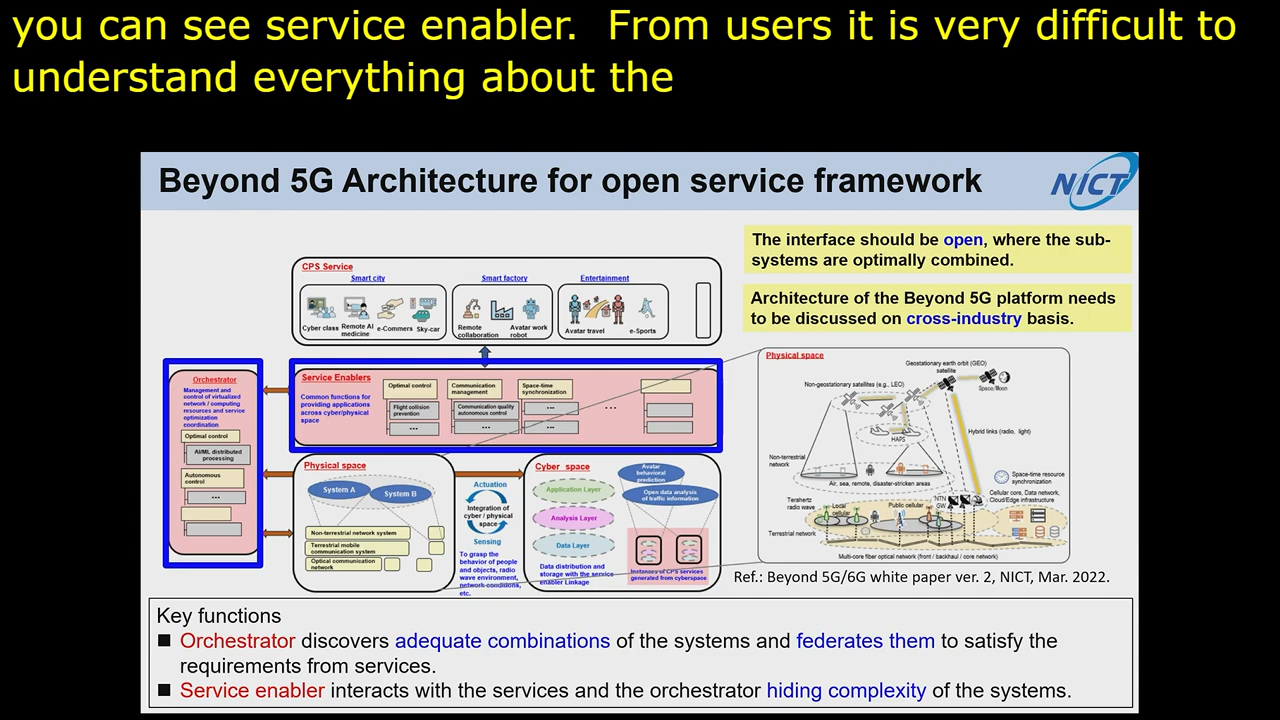 you can see service enabler.  From users it is very difficult to
understand everything about the
Beyond 5G Architecture for open service framework
NICT
The interface should be open, where the sub-
systems are optimally combined.
Architecture of the Beyond 5G platform needs
to be discussed on cross-industry basis.
CPS Service
Smart city
Smart factory
Entertainment
Cyber class
Remote AI
medicine
e-Commers
Sky-car
Remote
collaboration
Avatar work
robot
Avatar travel
e-Sports
Orchestrator
Management and
control of virtualized
network / computing
resources and service
optimization
coordination
Optimal control
AI/ML distributed
processing
Autonomous
control
...
Service Enablers
Common functions for
providing applications
across cyber/physical
space
Optimal control
Flight collision
prevention
...
Communication
management
Communication quality
autonomous control
...
Space-time
synchronization
...
...
...
Physical space
System A
System B
Non-terrestrial network system
Terrestrial mobile
communication system
Optical communication
network
Actuation
Integration of
cyber / physical
space
Sensing
To grasp the
behavior of people
and objects, radio
wave environment,
network conditions,
etc.
Cyber space
Application Layer
Analysis Layer
Data Layer
Data distribution and
storage with the service
enabler Linkage
Avatar
behavioral
prediction
Open data analysis
of traffic information
Instances of CPS services
generated from cyberspace
Physical space
Geostationary earth orbit (GEO)
satellite
Non-geostationary satellites (e.g., LEO)
Space/Moon
HAPS
Hybrid links (radio, light)
Non-terrestrial
network
Air, sea, remote, disaster-stricken areas
Space-time resource
synchronization
Terahertz
radio wave
Local
cellular
Public cellular
NTN
GW
Cellular core, Data network,
Cloud/Edge infrastructure
Terrestrial network
Multi-core fiber optical network (front / backhaul / core network)
Ref.: Beyond 5G/6G white paper ver. 2, NICT, Mar. 2022.
Key functions
■ Orchestrator discovers adequate combinations of the systems and federates them to satisfy the
requirements from services.
■ Service enabler interacts with the services and the orchestrator hiding complexity of the systems.